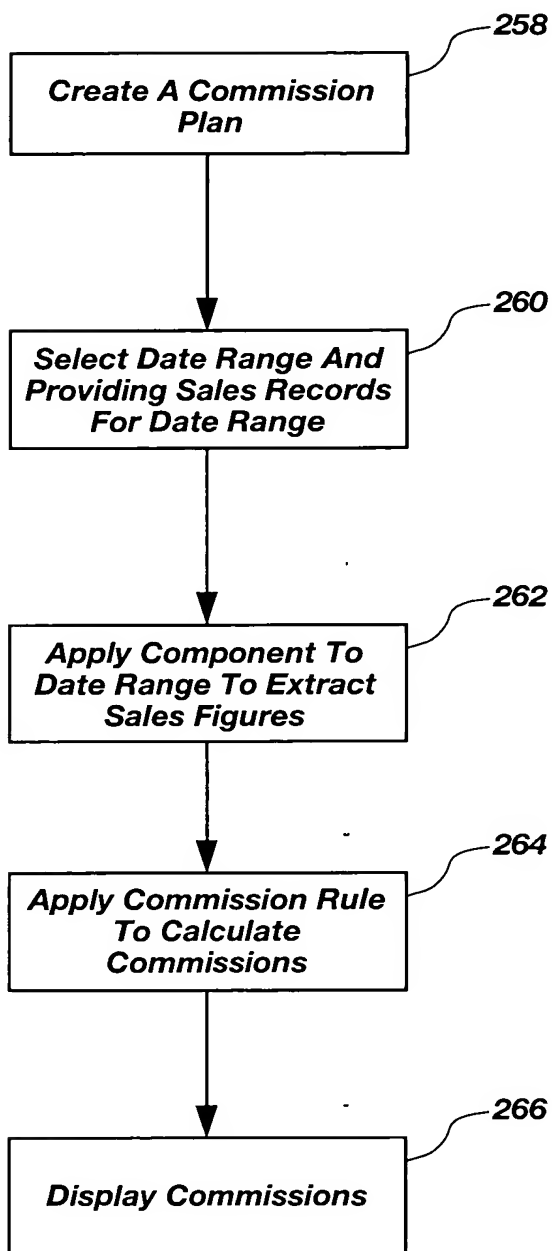 258
Create A Commission
Plan
260
Select Date Range And
Providing Sales Records
For Date Range
262
Apply Component To
Date Range To Extract
Sales Figures
264
Apply Commission Rule
To Calculate
Commissions
266
Display Commissions